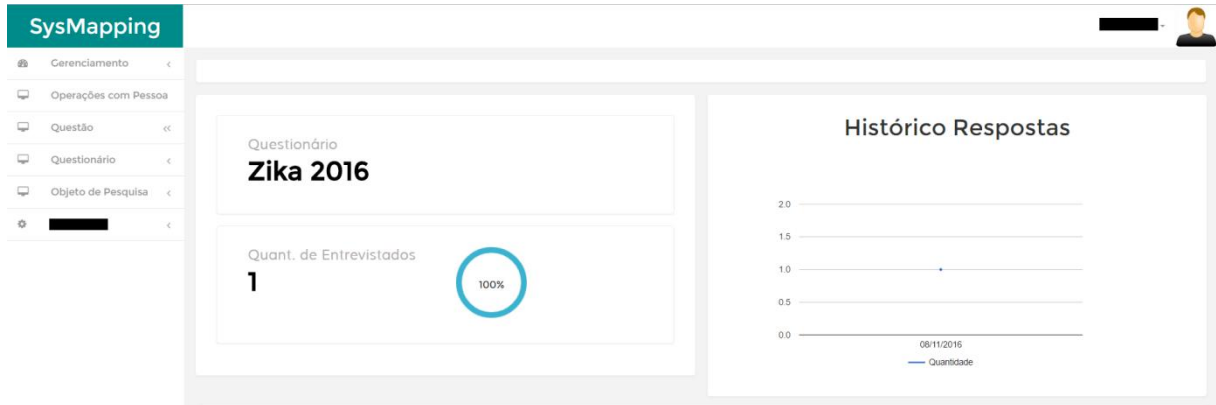 SysMapping
Gerenciamento
Operações com Pessoa
Questão
Questionário
Objeto de Pesquisa
Questionário
Zika 2016
Quant. de Entrevistados
1
100%
Histórico Respostas
2.0
1.5
1.0
0.5
0.0
08/11/2016
Quantidade